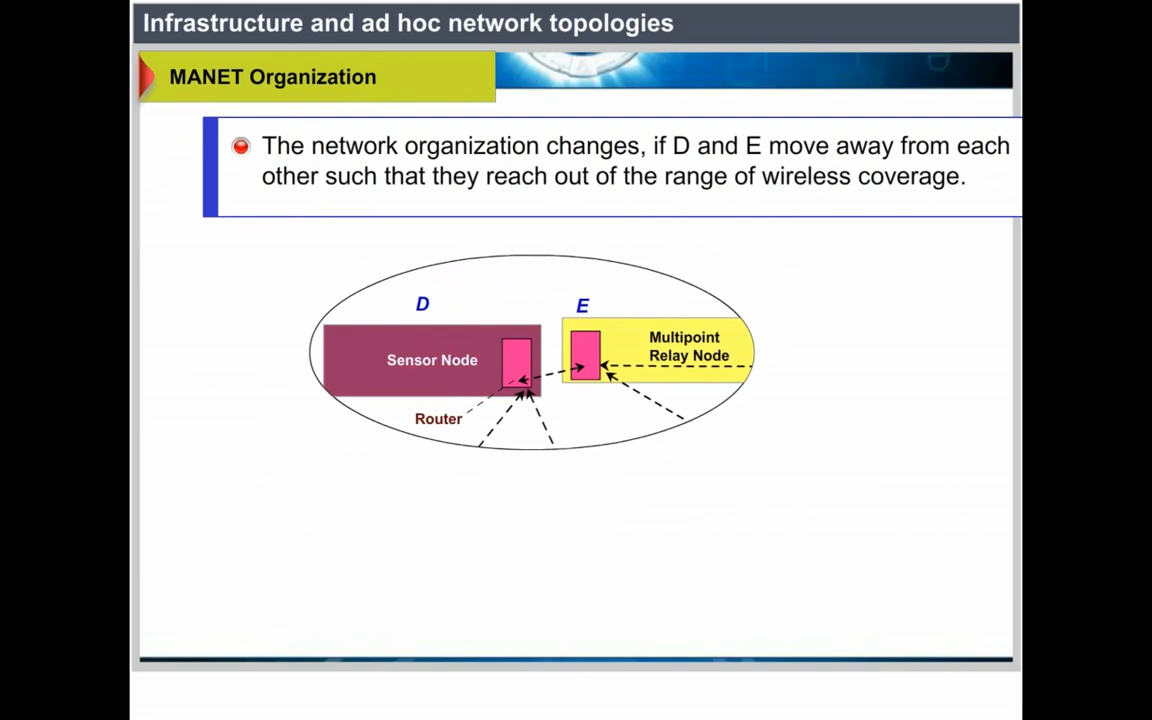 Infrastructure and ad hoc network topologies
MANET Organization
The network organization changes, if D and E move away from each
other such that they reach out of the range of wireless coverage.
D
E
Sensor Node
Multipoint
Relay Node
Router